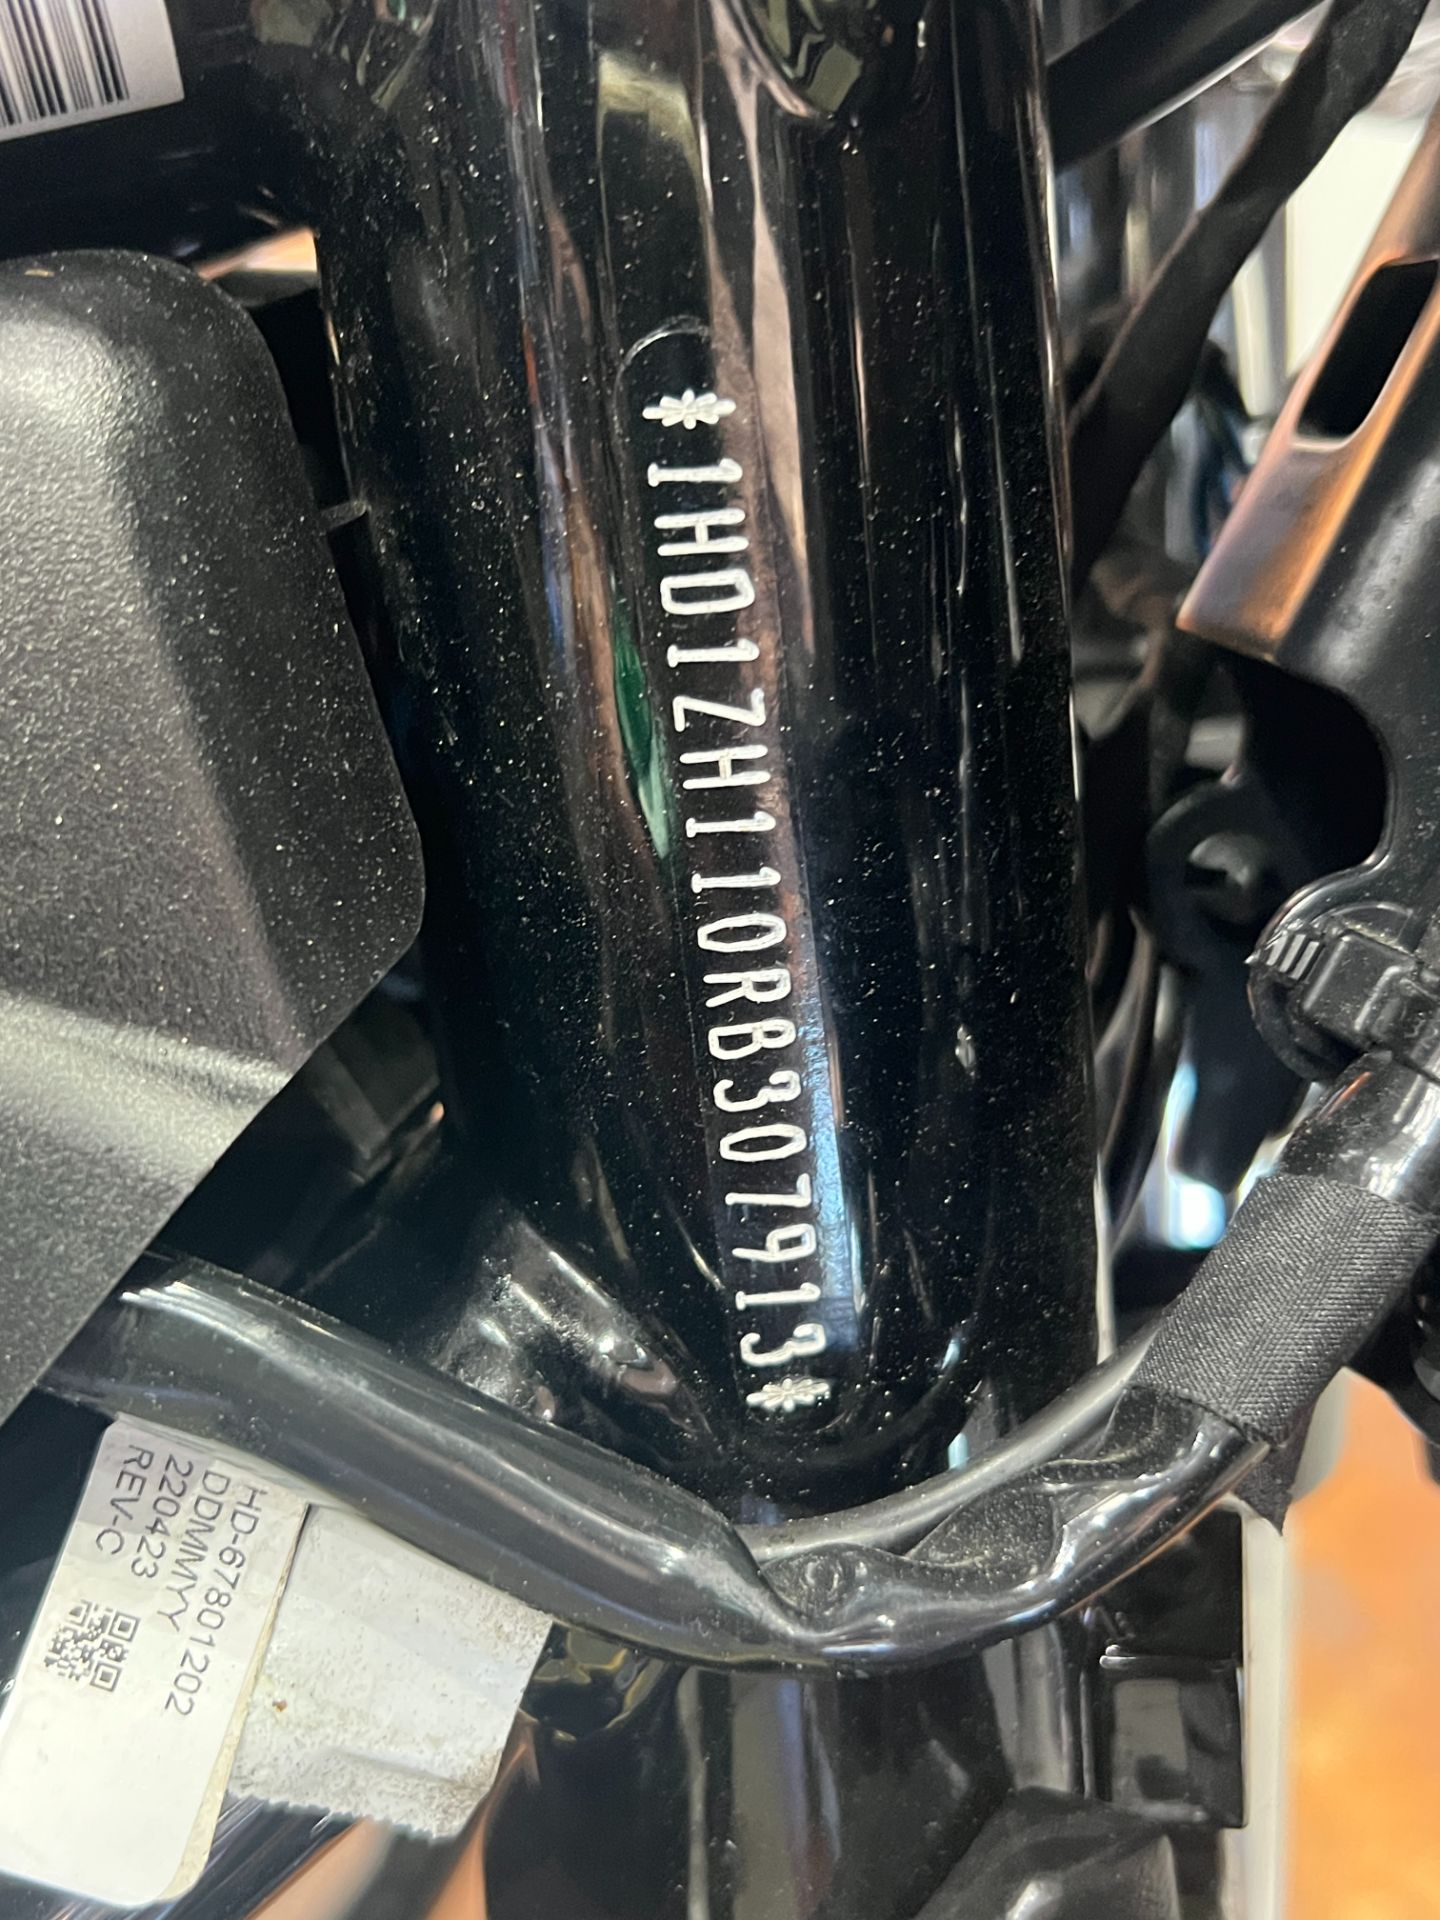 *1HD1ZH110RB307913*
HD-67801202
DDMMYY
220423
REV-C